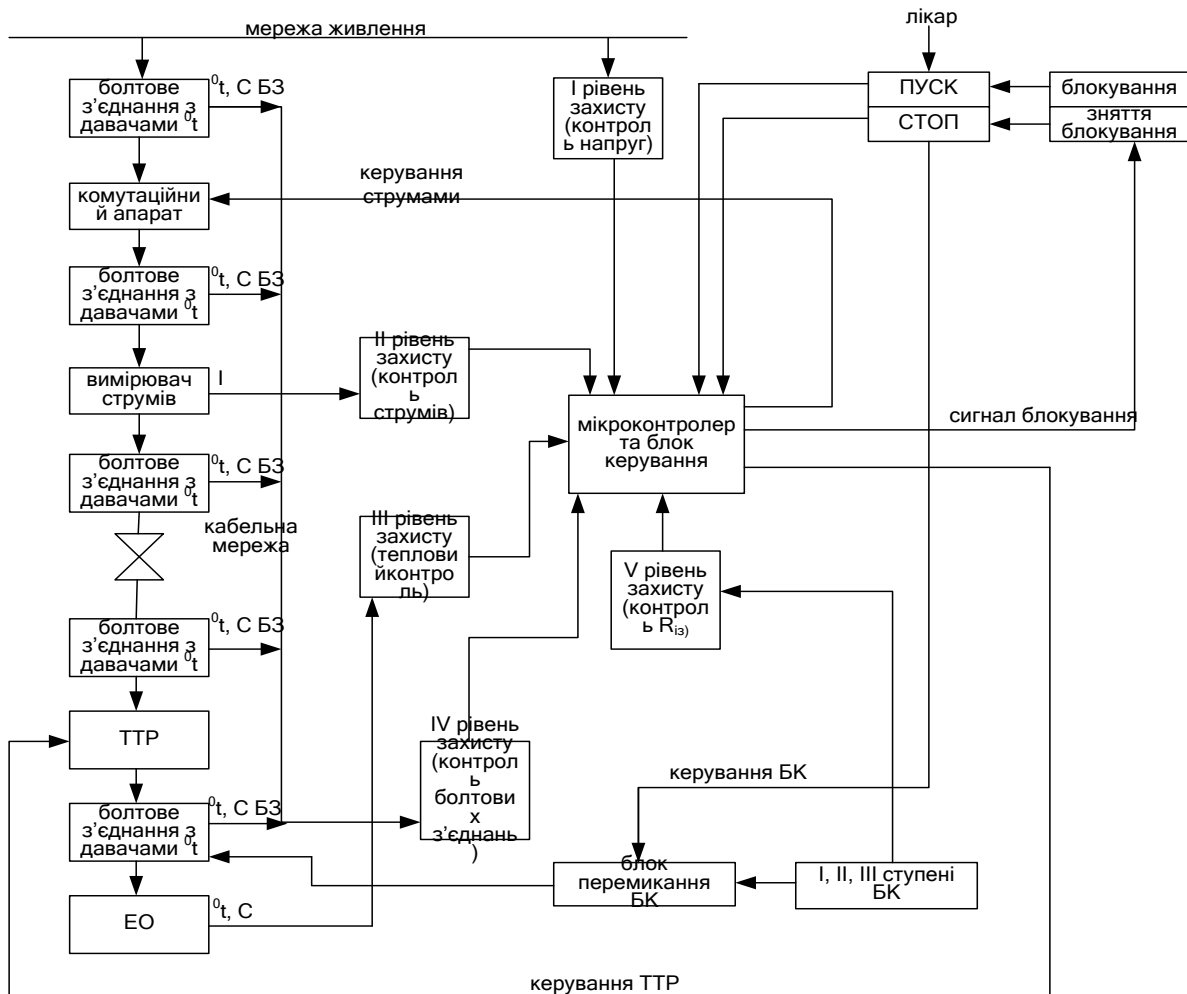 лікар
мережа живлення
болтове
з’єднання з
давачами ⁰t
⁰t, С БЗ
І рівень
захисту
(контрол
ь напруг)
ПУСК
СТОП
блокування
зняття
блокування
керування
струмами
комутаційни
й апарат
болтове
з’єднання з
давачами ⁰t
⁰t, С БЗ
вимірювач
струмів
І
ІІ рівень
захисту
(контрол
ь
струмів)
мікроконтролер
та блок
керування
сигнал блокування
болтове
з’єднання з
давачами ⁰t
⁰t, С БЗ
кабельна
мережа
ІІІ рівень
захисту
(теплови
йконтро
ль)
V рівень
захисту
(контрол
ь Rіз)
болтове
з’єднання з
давачами ⁰t
⁰t, С БЗ
ТТР
ІV рівень
захисту
(контрол
ь
болтови
х
з’єднань
)
керування БК
болтове
з’єднання з
давачами ⁰t
⁰t, С БЗ
блок
перемикання
БК
І, ІІ, ІІІ ступені
БК
ЕО
⁰t, С
керування ТТР